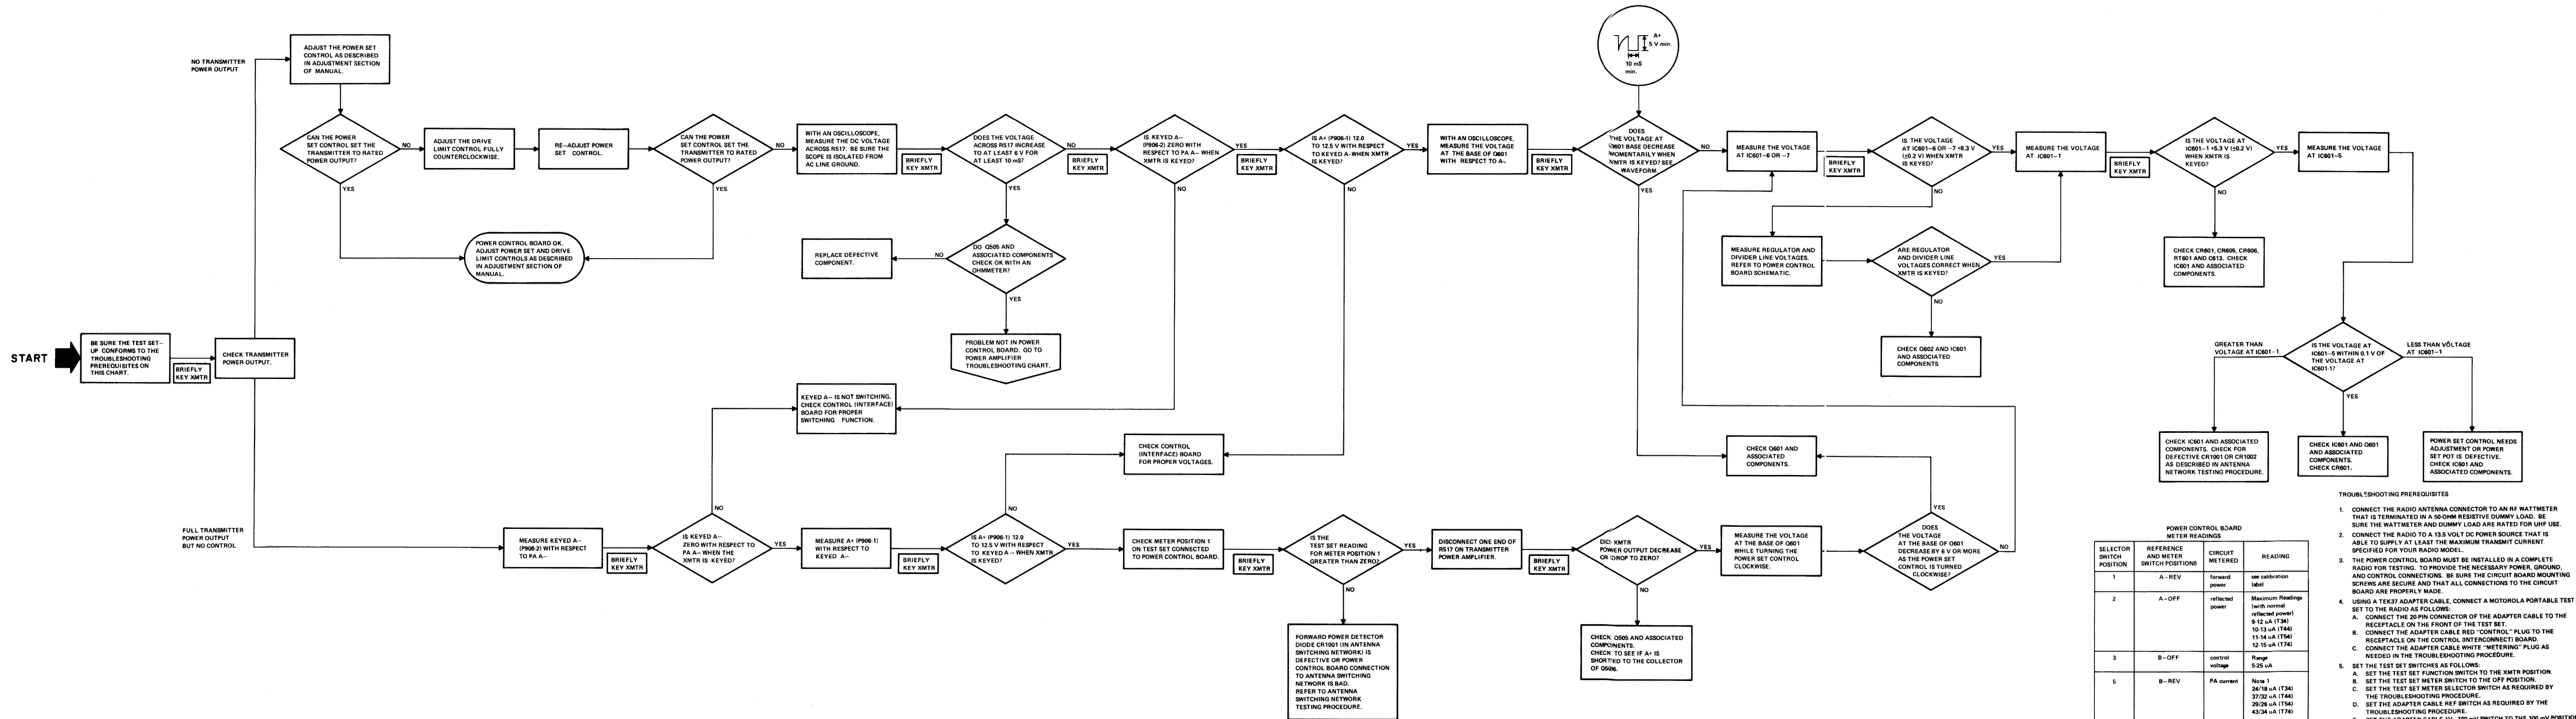 START
BE SURE THE TEST SET-
UP CONFORMS TO THE
TROUBLESHOOTING
PREREQUISITES ON
THIS CHART.
BRIEFLY
KEY XMTR
CHECK TRANSMITTER
POWER OUTPUT.
NO TRANSMITTER
POWER OUTPUT
ADJUST THE POWER SET
CONTROL AS DESCRIBED
IN ADJUSTMENT SECTION
OF MANUAL.
CAN THE POWER
SET CONTROL SET THE
TRANSMITTER TO RATED
POWER OUTPUT?
NO
YES
ADJUST THE DRIVE
LIMIT CONTROL FULLY
COUNTERCLOCKWISE.
RE-ADJUST POWER
SET CONTROL.
CAN THE POWER
SET CONTROL SET THE
TRANSMITTER TO RATED
POWER OUTPUT?
NO
YES
POWER CONTROL BOARD OK.
ADJUST POWER SET AND DRIVE
LIMIT CONTROLS AS DESCRIBED
IN ADJUSTMENT SECTION OF
MANUAL.
WITH AN OSCILLOSCOPE,
MEASURE THE DC VOLTAGE
ACROSS R517. BE SURE THE
SCOPE IS ISOLATED FROM
AC LINE GROUND.
BRIEFLY
KEY XMTR
DOES THE VOLTAGE
ACROSS R517 INCREASE
TO AT LEAST 6 V FOR
AT LEAST 10 mS?
NO
YES
BRIEFLY
KEY XMTR
DO Q505 AND
ASSOCIATED COMPONENTS
CHECK OK WITH AN
OHMMETER?
NO
REPLACE DEFECTIVE
COMPONENT.
YES
PROBLEM NOT IN POWER
CONTROL BOARD. GO TO
POWER AMPLIFIER
TROUBLESHOOTING CHART.
IS KEYED A-
(P906-2) ZERO WITH
RESPECT TO PA A- WHEN
XMTR IS KEYED?
YES
NO
BRIEFLY
KEY XMTR
KEYED A- IS NOT SWITCHING.
CHECK CONTROL (INTERFACE)
BOARD FOR PROPER
SWITCHING FUNCTION.
IS A+ (P906-1) 12.0
TO 12.5 V WITH RESPECT
TO KEYED A- WHEN XMTR
IS KEYED?
YES
NO
CHECK CONTROL
(INTERFACE) BOARD
FOR PROPER VOLTAGES.
WITH AN OSCILLOSCOPE,
MEASURE THE VOLTAGE
AT THE BASE OF Q601
WITH RESPECT TO A-.
BRIEFLY
KEY XMTR
A+
5 V min.
10 mS
min.
DOES
THE VOLTAGE AT
Q601 BASE DECREASE
MOMENTARILY WHEN
XMTR IS KEYED? SEE
WAVEFORM.
NO
YES
MEASURE THE VOLTAGE
AT IC601-6 OR -7
BRIEFLY
KEY XMTR
IS THE VOLTAGE
AT IC601-6 OR -7 +8.3 V
(±0.2 V) WHEN XMTR
IS KEYED?
YES
NO
MEASURE REGULATOR AND
DIVIDER LINE VOLTAGES.
REFER TO POWER CONTROL
BOARD SCHEMATIC.
ARE REGULATOR
AND DIVIDER LINE
VOLTAGES CORRECT WHEN
XMTR IS KEYED?
YES
NO
CHECK Q602 AND IC601
AND ASSOCIATED
COMPONENTS
MEASURE THE VOLTAGE
AT IC601-1
BRIEFLY
KEY XMTR
IS THE VOLTAGE AT
IC601-1 +5.3 V (±0.2 V)
WHEN XMTR IS
KEYED?
YES
NO
CHECK CR601, CR605, CR606,
RT601 AND C613. CHECK
IC601 AND ASSOCIATED
COMPONENTS.
MEASURE THE VOLTAGE
AT IC601-5
IS THE VOLTAGE AT
IC601-5 WITHIN 0.1 V OF
THE VOLTAGE AT
IC601-1?
GREATER THAN
VOLTAGE AT IC601-1.
LESS THAN VOLTAGE
AT IC601-1
YES
CHECK IC601 AND ASSOCIATED
COMPONENTS. CHECK FOR
DEFECTIVE CR1001 OR CR1002
AS DESCRIBED IN ANTENNA
NETWORK TESTING PROCEDURE.
CHECK IC601 AND Q601
AND ASSOCIATED
COMPONENTS.
CHECK CR601.
POWER SET CONTROL NEEDS
ADJUSTMENT OR POWER
SET POT IS DEFECTIVE.
CHECK IC601 AND
ASSOCIATED COMPONENTS.
FULL TRANSMITTER
POWER OUTPUT
BUT NO CONTROL
MEASURE KEYED A-
(P906-2) WITH RESPECT
TO PA A-
BRIEFLY
KEY XMTR
IS KEYED A-
ZERO WITH RESPECT TO
PA A- WHEN THE
XMTR IS KEYED?
NO
YES
MEASURE A+ (P906-1)
WITH RESPECT TO
KEYED A-
BRIEFLY
KEY XMTR
IS A+ (P906-1) 12.0
TO 12.5 V WITH RESPECT
TO KEYED A- WHEN XMTR
IS KEYED?
NO
YES
CHECK METER POSITION 1
ON TEST SET CONNECTED
TO POWER CONTROL BOARD.
BRIEFLY
KEY XMTR
IS THE
TEST SET READING
FOR METER POSITION 1
GREATER THAN ZERO?
YES
NO
FORWARD POWER DETECTOR
DIODE CR1001 (IN ANTENNA
SWITCHING NETWORK) IS
DEFECTIVE OR POWER
CONTROL BOARD CONNECTION
TO ANTENNA SWITCHING
NETWORK IS BAD.
REFER TO ANTENNA
SWITCHING NETWORK
TESTING PROCEDURE.
DISCONNECT ONE END OF
R517 ON TRANSMITTER
POWER AMPLIFIER.
BRIEFLY
KEY XMTR
DID XMTR
POWER OUTPUT DECREASE
OR DROP TO ZERO?
YES
NO
CHECK Q505 AND ASSOCIATED
COMPONENTS.
CHECK TO SEE IF A+ IS
SHORTED TO THE COLLECTOR
OF Q506.
MEASURE THE VOLTAGE
AT THE BASE OF Q601
WHILE TURNING THE
POWER SET CONTROL
CLOCKWISE.
DOES
THE VOLTAGE
AT THE BASE OF Q601
DECREASE BY 6 V OR MORE
AS THE POWER SET
CONTROL IS TURNED
CLOCKWISE?
YES
NO
CHECK Q601 AND
ASSOCIATED
COMPONENTS.
POWER CONTROL BOARD
METER READINGS
SELECTOR SWITCH POSITION REFERENCE AND METER SWITCH POSITIONS CIRCUIT METERED READING
1 A-REV forward power see calibration label
2 A-OFF reflected power Maximum Readings
(with normal
reflected power)
9-12 uA (T34)
10-13 uA (T44)
11-14 uA (T54)
12-15 uA (T74)
3 B-OFF control voltage Range
5-25 uA
5 B-REV PA current Note 1
24/18 uA (T34)
37/32 uA (T44)
29/26 uA (T54)
43/34 uA (T74)
TROUBLESHOOTING PREREQUISITES
1. CONNECT THE RADIO ANTENNA CONNECTOR TO AN RF WATTMETER
THAT IS TERMINATED IN A 50-OHM RESISTIVE DUMMY LOAD. BE
SURE THE WATTMETER AND DUMMY LOAD ARE RATED FOR UHF USE.
2. CONNECT THE RADIO TO A 13.5 VOLT DC POWER SOURCE THAT IS
ABLE TO SUPPLY AT LEAST THE MAXIMUM TRANSMIT CURRENT
SPECIFIED FOR YOUR RADIO MODEL.
3. THE POWER CONTROL BOARD MUST BE INSTALLED IN A COMPLETE
RADIO FOR TESTING. TO PROVIDE THE NECESSARY POWER, GROUND,
AND CONTROL CONNECTIONS. BE SURE THE CIRCUIT BOARD MOUNTING
SCREWS ARE SECURE AND THAT ALL CONNECTIONS TO THE CIRCUIT
BOARD ARE PROPERLY MADE.
4. USING A TEK37 ADAPTER CABLE, CONNECT A MOTOROLA PORTABLE TEST
SET TO THE RADIO AS FOLLOWS:
A. CONNECT THE 20-PIN CONNECTOR OF THE ADAPTER CABLE TO THE
RECEPTACLE ON THE FRONT OF THE TEST SET.
B. CONNECT THE ADAPTER CABLE RED "CONTROL" PLUG TO THE
RECEPTACLE ON THE CONTROL (INTERCONNECT) BOARD.
C. CONNECT THE ADAPTER CABLE WHITE "METERING" PLUG AS
NEEDED IN THE TROUBLESHOOTING PROCEDURE.
5. SET THE TEST SET SWITCHES AS FOLLOWS:
A. SET THE TEST SET FUNCTION SWITCH TO THE XMTR POSITION.
B. SET THE TEST SET METER SWITCH TO THE OFF POSITION.
C. SET THE TEST SET METER SELECTOR SWITCH AS REQUIRED BY
THE TROUBLESHOOTING PROCEDURE.
D. SET THE ADAPTER CABLE REF SWITCH AS REQUIRED BY THE
TROUBLESHOOTING PROCEDURE.